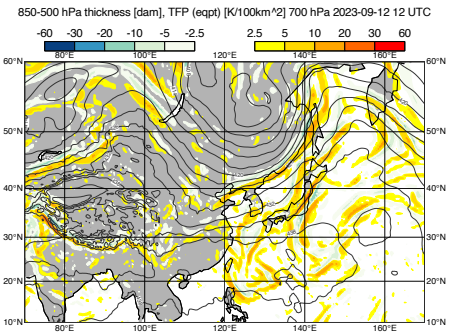 850-500 hPa thickness [dam], TFP (eqpt) [K/100km^2] 700 hPa 2023-09-12 12 UTC
-60 -30 -20 -10 -5 -2.5 2.5 5 10 20 30 60
80°E 100°E 120°E 140°E 160°E
60°N 60°N
50°N 50°N
40°N 40°N
30°N 30°N
20°N 20°N
10°N 10°N
80°E 100°E 120°E 140°E 160°E